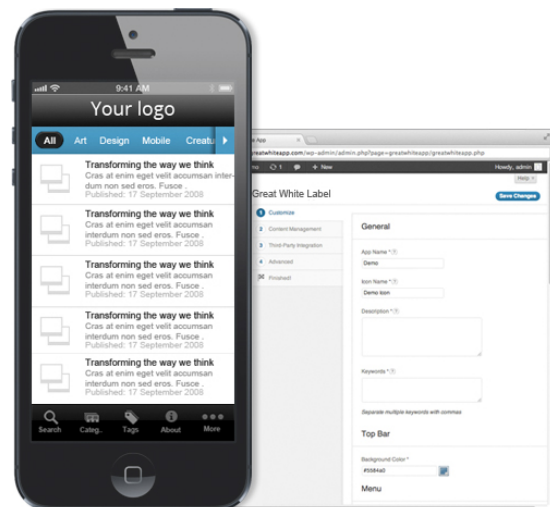 9:41 AM
Your logo
All Art Design Mobile Creatu
Transforming the way we think
Cras at enim eget velit accumsan inter-
dum non sed eros. Fusce .
Published: 17 September 2008
Transforming the way we think
Cras at enim eget velit accumsan
interdum non sed eros. Fusce .
Published: 17 September 2008
Transforming the way we think
Cras at enim eget velit accumsan
interdum non sed eros. Fusce .
Published: 17 September 2008
Transforming the way we think
Cras at enim eget velit accumsan
interdum non sed eros. Fusce .
Published: 17 September 2008
Transforming the way we think
Cras at enim eget velit accumsan
interdum non sed eros. Fusce .
Published: 17 September 2008
Search Categ.. Tags About More
App
greatwhiteapp.com/wp-admin/admin.php?page=greatwhiteapp/greatwhiteapp.php
1 + New Howdy, admin
Help
Great White Label
Save Changes
1 Customize
2 Content Management
3 Third-Party Integration
4 Advanced
Finished!
General
App Name * (?)
Demo
Icon Name * (?)
Demo Icon
Description * (?)
Keywords * (?)
Separate multiple keywords with commas
Top Bar
Background Color *
Menu